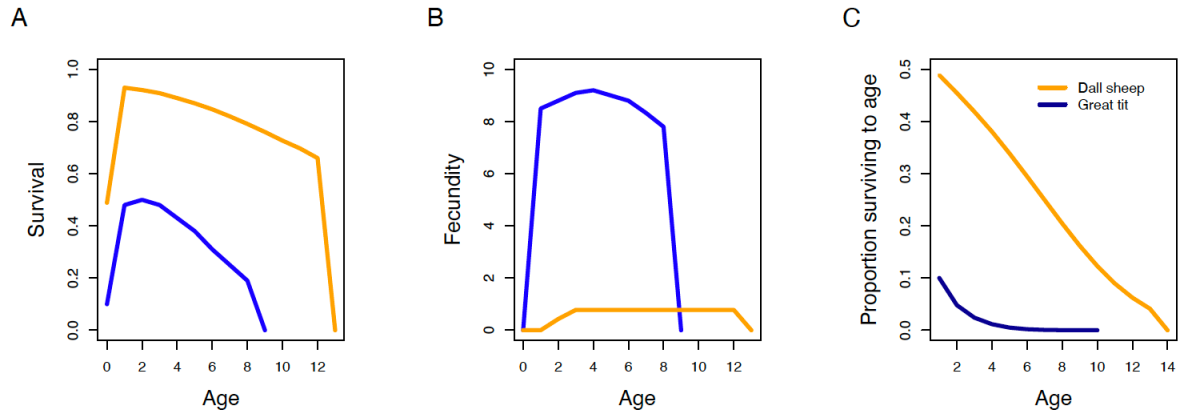 A
B
C
Survival
0.0
0.2
0.4
0.6
0.8
1.0
0 2 4 6 8 10 12
Age
Fecundity
0
2
4
6
8
10
0 2 4 6 8 10 12
Age
Proportion surviving to age
0.0
0.1
0.2
0.3
0.4
0.5
Dall sheep
Great tit
2 4 6 8 10 12 14
Age